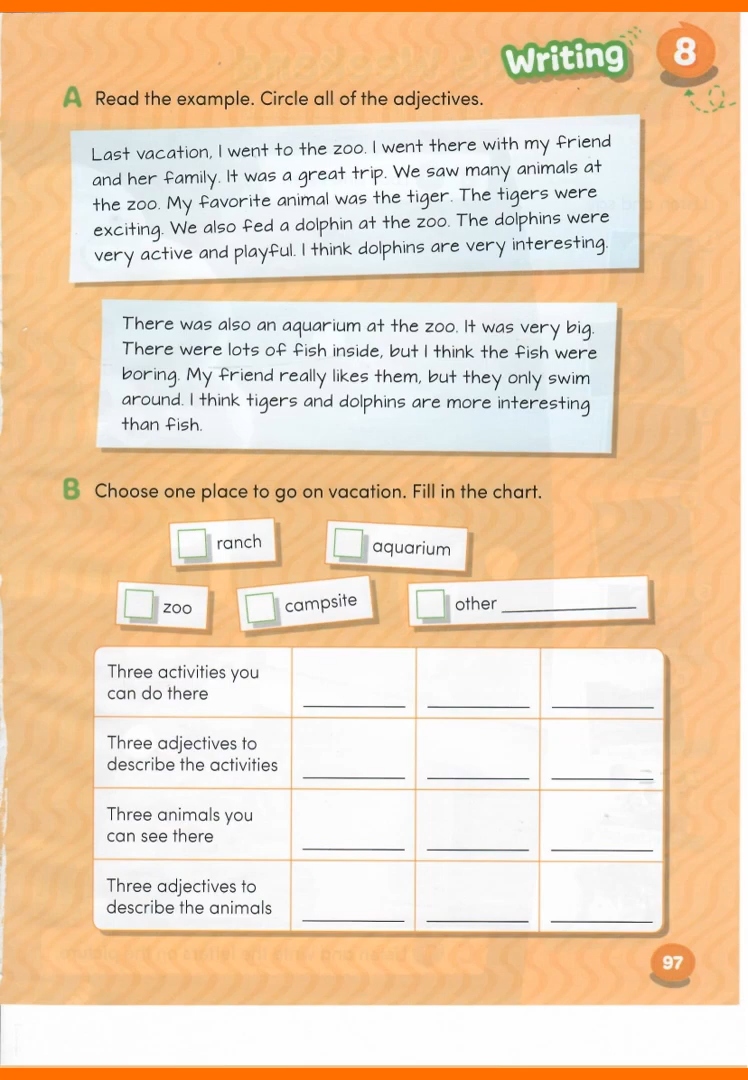 Writing 8
A Read the example. Circle all of the adjectives.
Last vacation, I went to the zoo. I went there with my friend
and her family. It was a great trip. We saw many animals at
the zoo. My favorite animal was the tiger. The tigers were
exciting. We also fed a dolphin at the zoo. The dolphins were
very active and playful. I think dolphins are very interesting.
There was also an aquarium at the zoo. It was very big.
There were lots of fish inside, but I think the fish were
boring. My friend really likes them, but they only swim
around. I think tigers and dolphins are more interesting
than fish.
B Choose one place to go on vacation. Fill in the chart.
ranch
aquarium
zoo
campsite
other
Three activities you
can do there
Three adjectives to
describe the activities
Three animals you
can see there
Three adjectives to
describe the animals
97